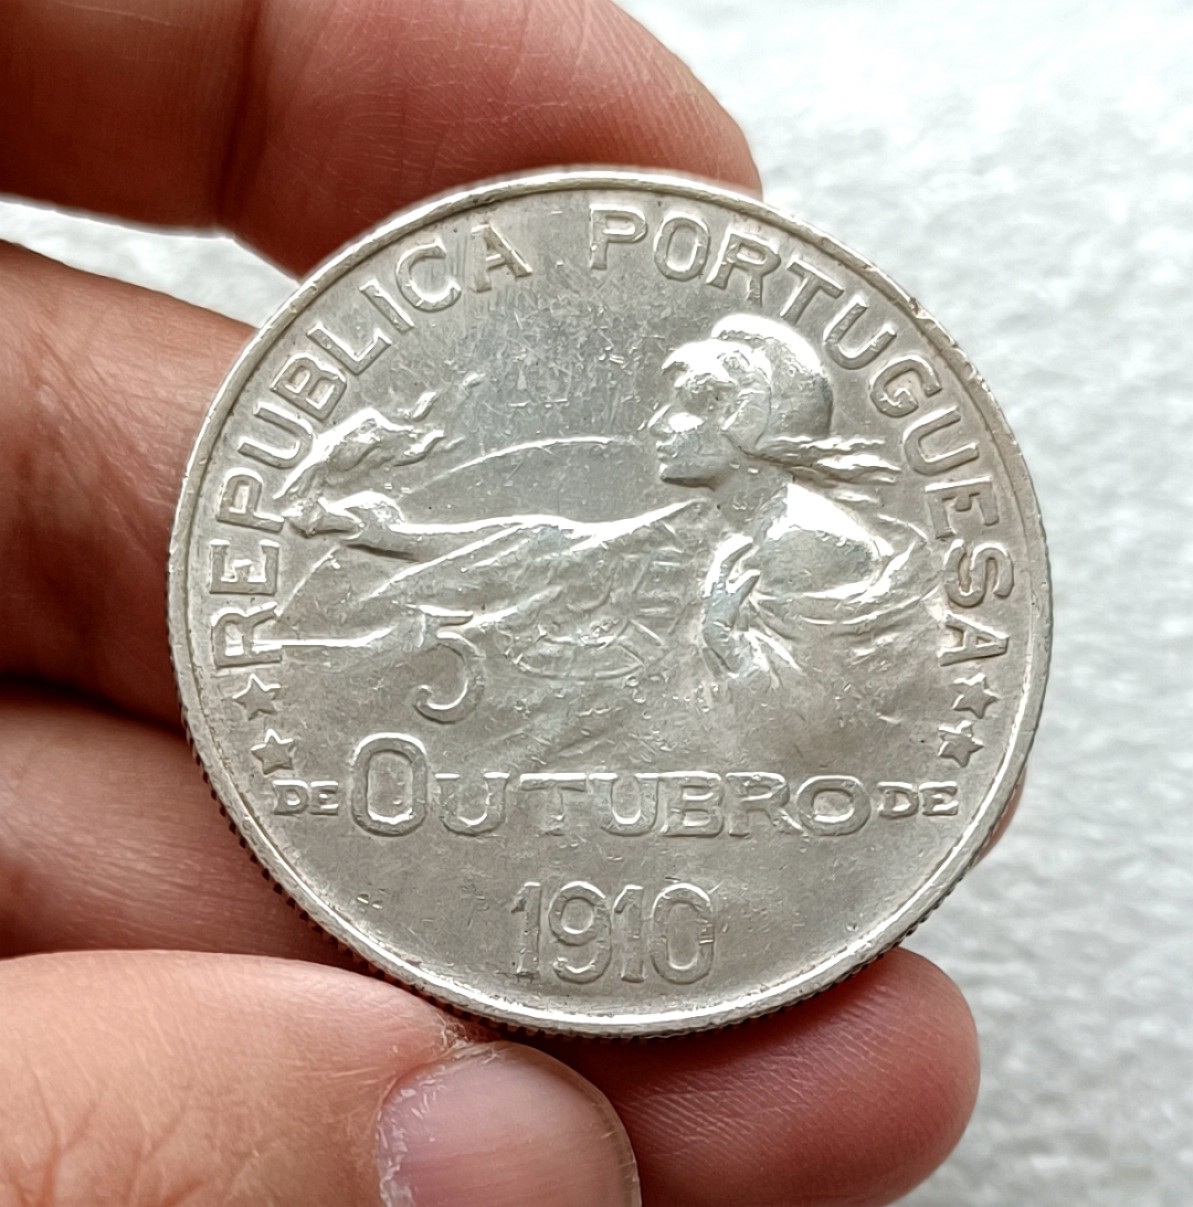 REPUBLICA PORTUGUESA
5
DE OUTUBRO DE
1910